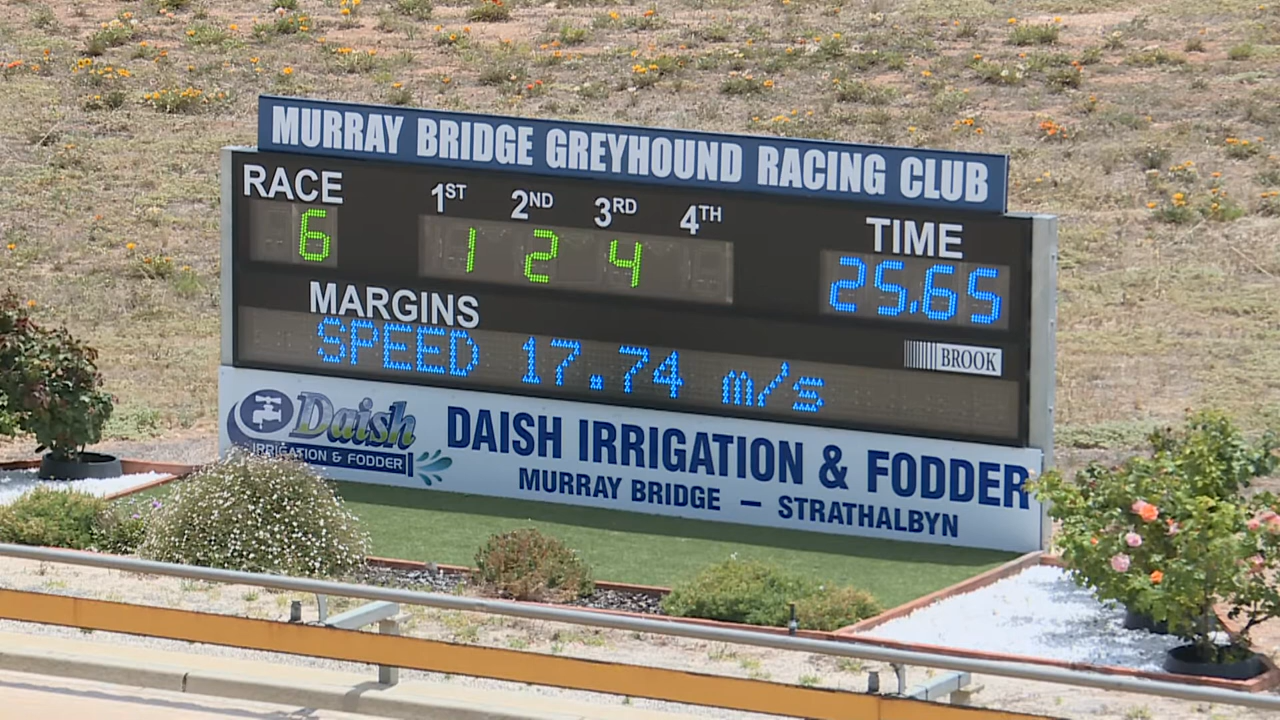 MURRAY BRIDGE GREYHOUND RACING CLUB
RACE 1ST 2ND 3RD 4TH TIME
6 1 2 4 25.65
MARGINS
SPEED 17.74 m/s
BROOK
Daish
IRRIGATION & FODDER
DAISH IRRIGATION & FODDER
MURRAY BRIDGE – STRATHALBYN